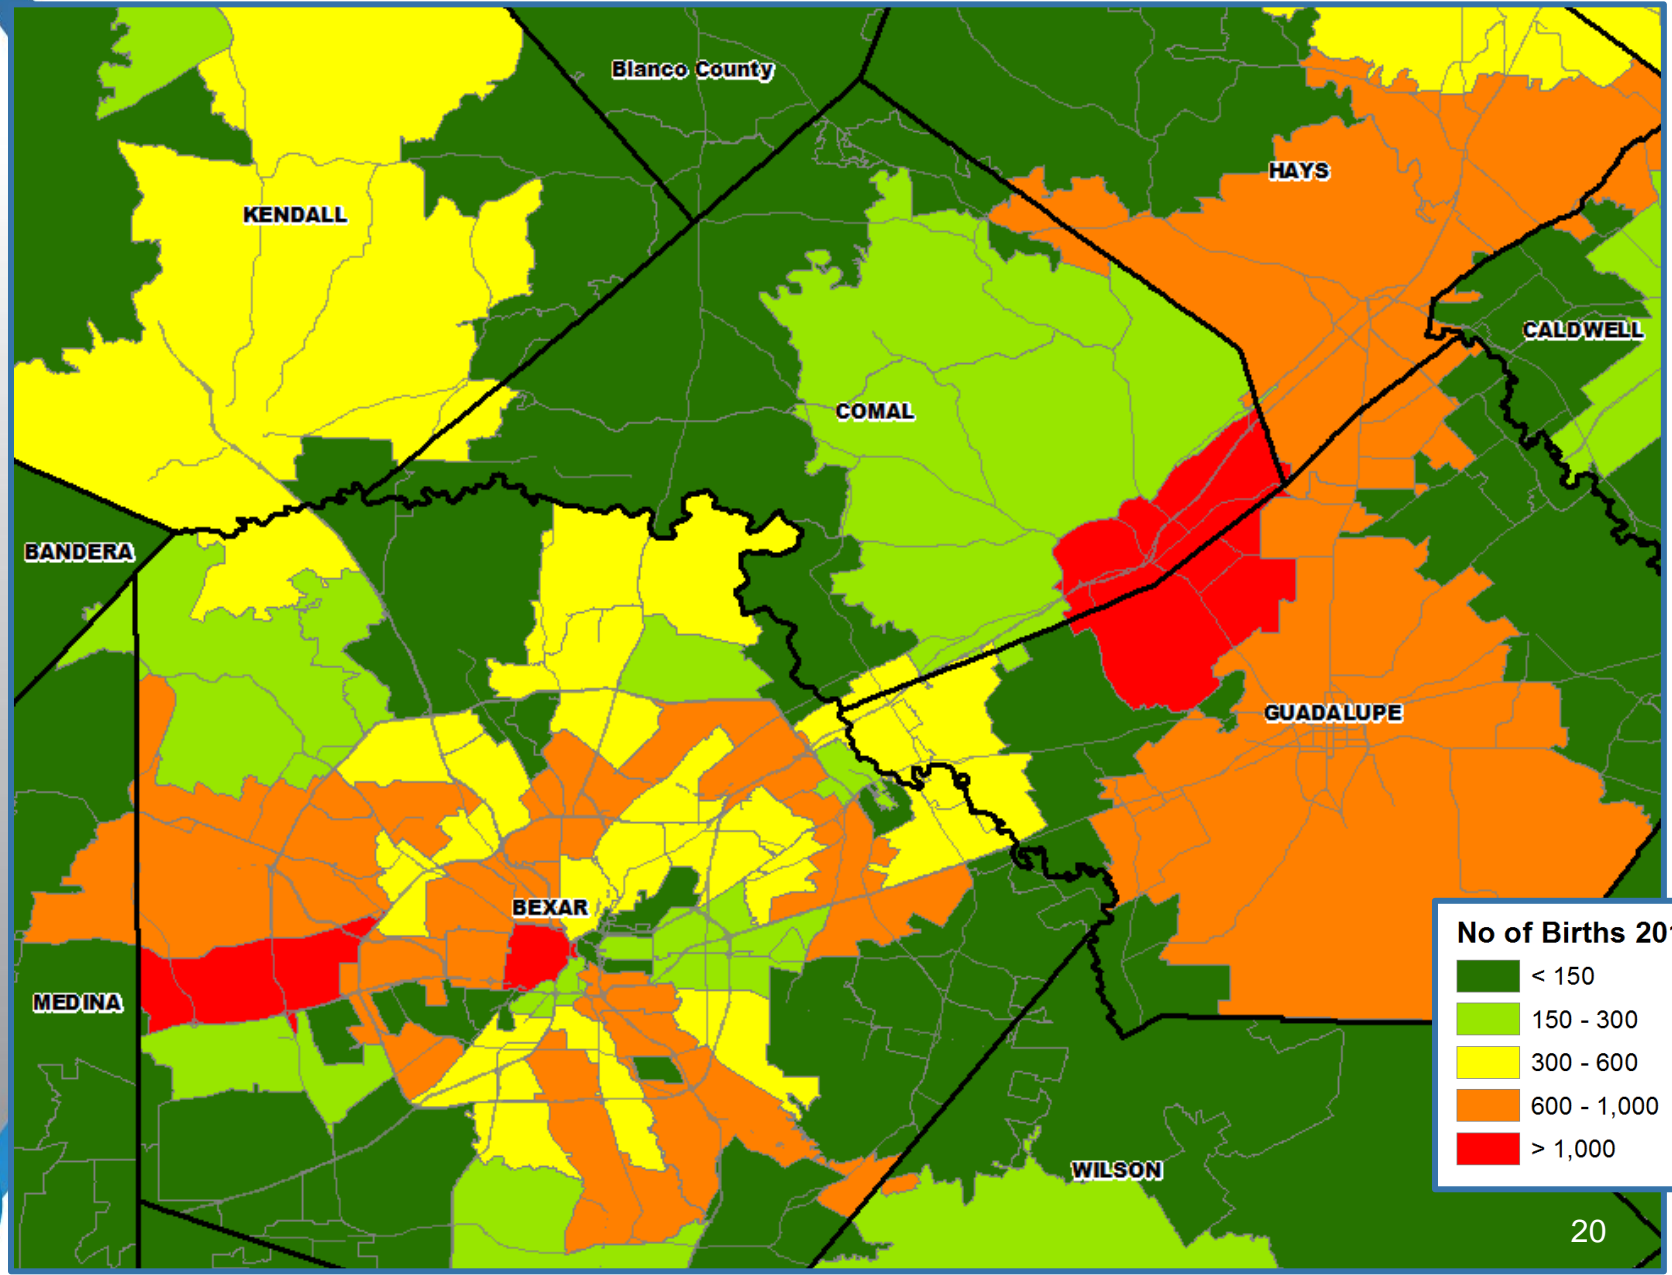 Blanco County
HAYS
KENDALL
CALDWELL
COMAL
BANDERA
GUADALUPE
BEXAR
MEDINA
WILSON
No of Births
< 150
150 - 300
300 - 600
600 - 1,000
> 1,000
20